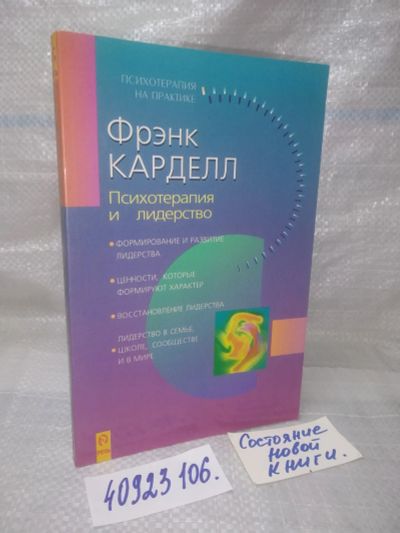 ПСИХОТЕРАПИЯ
НА ПРАКТИКЕ
Фрэнк
КАРДЕЛЛ
Психотерапия
и лидерство
• ФОРМИРОВАНИЕ И РАЗВИТИЕ
ЛИДЕРСТВА
• ЦЕННОСТИ, КОТОРЫЕ
ФОРМИРУЮТ ХАРАКТЕР
• ВОССТАНОВЛЕНИЕ ЛИДЕРСТВА
ЛИДЕРСТВО В СЕМЬЕ,
• ШКОЛЕ, СООБЩЕСТВЕ
И В МИРЕ
РЕЧЬ
40923106.
Состояние
новой
книги.